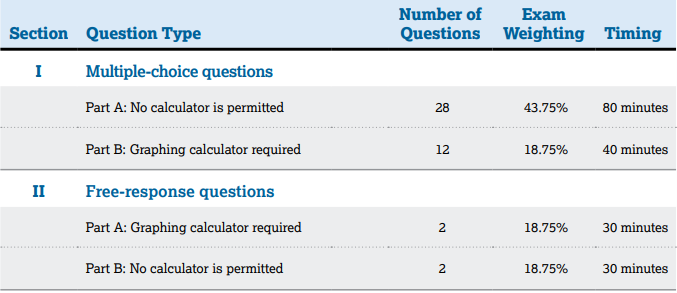 Section Question Type Number of Questions Exam Weighting Timing
I Multiple-choice questions
Part A: No calculator is permitted 28 43.75% 80 minutes
Part B: Graphing calculator required 12 18.75% 40 minutes
II Free-response questions
Part A: Graphing calculator required 2 18.75% 30 minutes
Part B: No calculator is permitted 2 18.75% 30 minutes